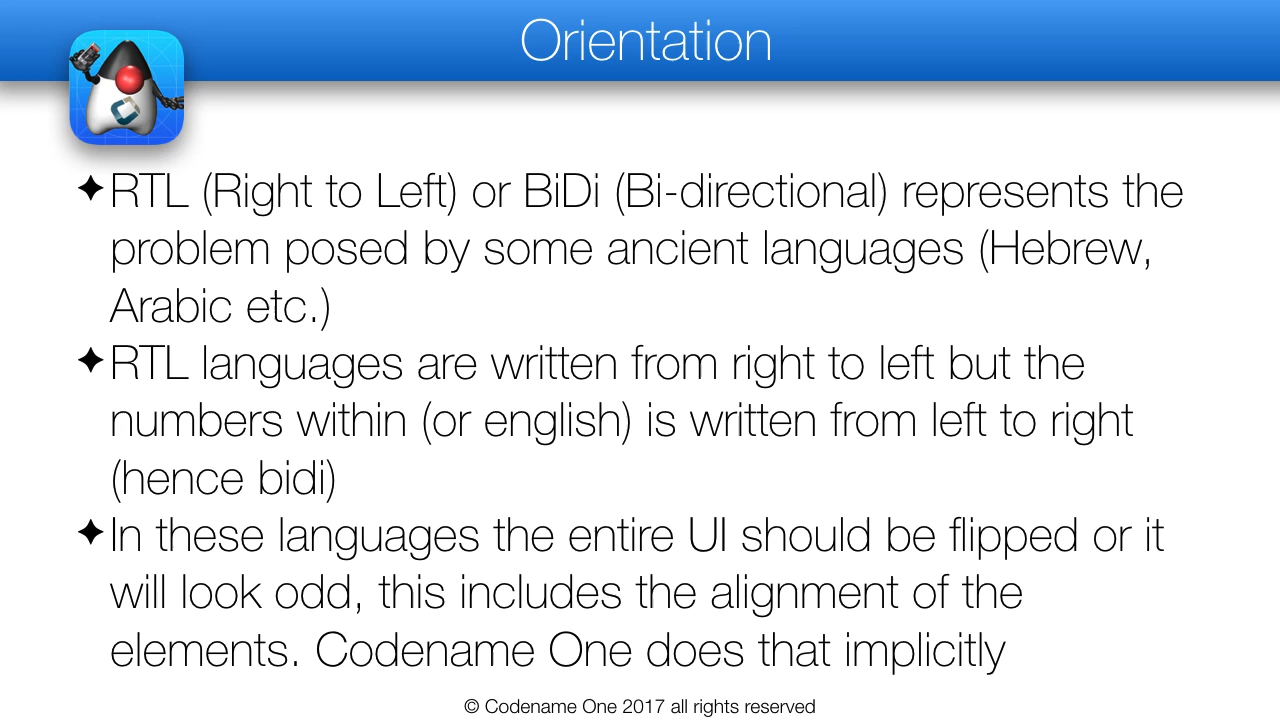 Orientation
✦RTL (Right to Left) or BiDi (Bi-directional) represents the
problem posed by some ancient languages (Hebrew,
Arabic etc.)
✦RTL languages are written from right to left but the
numbers within (or english) is written from left to right
(hence bidi)
✦In these languages the entire UI should be flipped or it
will look odd, this includes the alignment of the
elements. Codename One does that implicitly
© Codename One 2017 all rights reserved